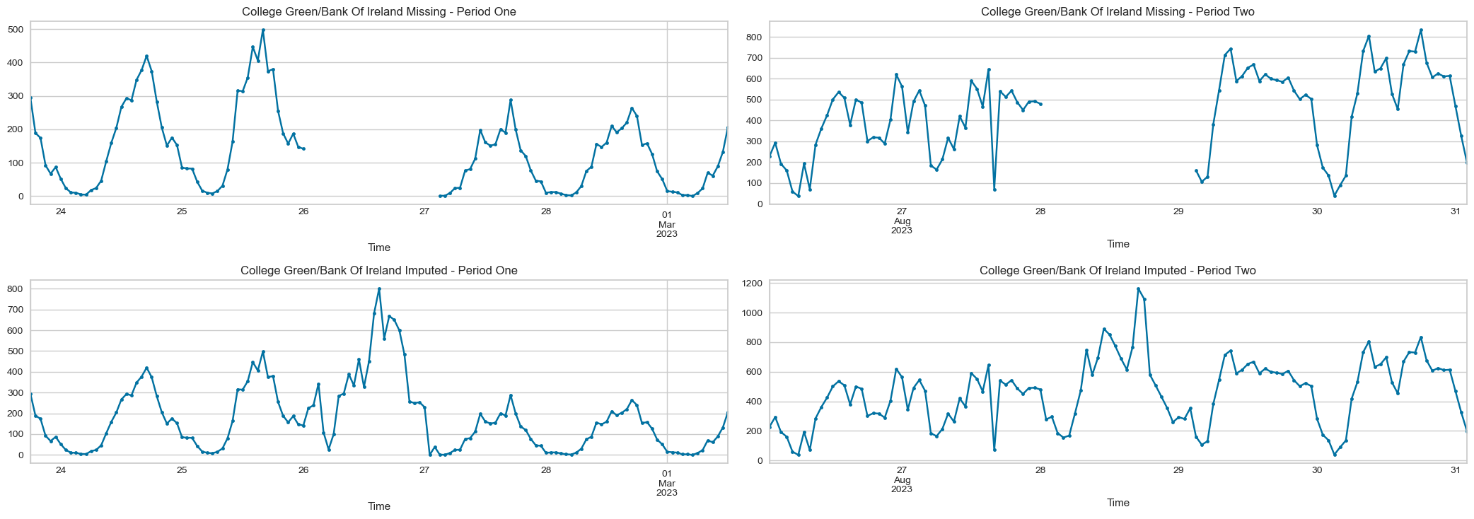 College Green/Bank Of Ireland Missing - Period One
500
400
300
200
100
0
24 25 26 27 28 01
Mar
2023
Time
College Green/Bank Of Ireland Missing - Period Two
800
700
600
500
400
300
200
100
0
27 28 29 30 31
Aug
2023
Time
College Green/Bank Of Ireland Imputed - Period One
800
700
600
500
400
300
200
100
0
24 25 26 27 28 01
Mar
2023
Time
College Green/Bank Of Ireland Imputed - Period Two
1200
1000
800
600
400
200
0
27 28 29 30 31
Aug
2023
Time